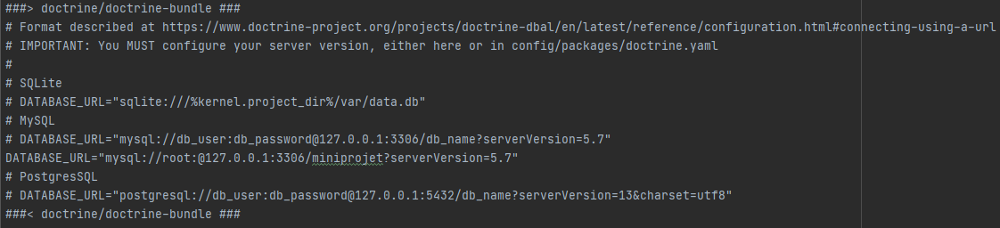 ###> doctrine/doctrine-bundle ###
# Format described at https://www.doctrine-project.org/projects/doctrine-dbal/en/latest/reference/configuration.html#connecting-using-a-url
# IMPORTANT: You MUST configure your server version, either here or in config/packages/doctrine.yaml
#
# SQLite
# DATABASE_URL="sqlite:///%kernel.project_dir%/var/data.db"
# MySQL
# DATABASE_URL="mysql://db_user:db_password@127.0.0.1:3306/db_name?serverVersion=5.7"
DATABASE_URL="mysql://root:@127.0.0.1:3306/miniprojet?serverVersion=5.7"
# PostgresSQL
# DATABASE_URL="postgresql://db_user:db_password@127.0.0.1:5432/db_name?serverVersion=13&charset=utf8"
###< doctrine/doctrine-bundle ###